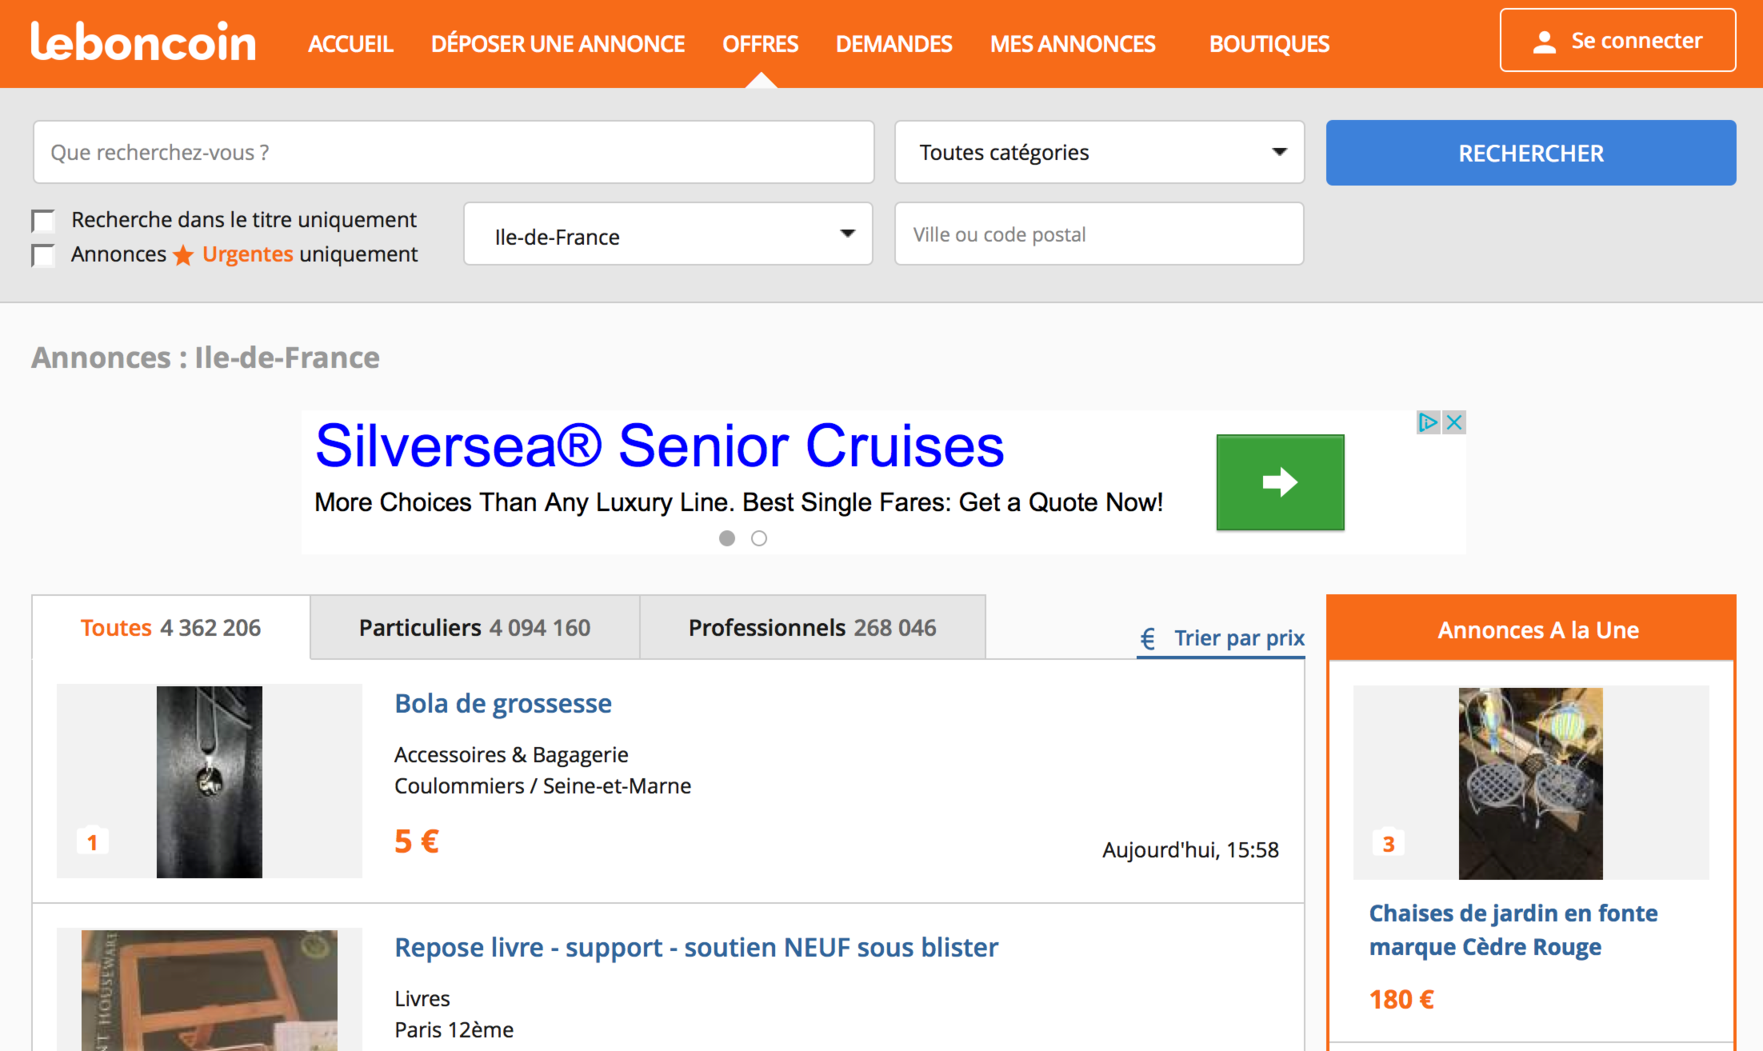 leboncoin
ACCUEIL DÉPOSER UNE ANNONCE OFFRES DEMANDES MES ANNONCES BOUTIQUES
Se connecter
Que recherchez-vous ?
Toutes catégories
RECHERCHER
Recherche dans le titre uniquement
Annonces ★ Urgentes uniquement
Ile-de-France
Ville ou code postal
Annonces : Ile-de-France
Silversea® Senior Cruises
More Choices Than Any Luxury Line. Best Single Fares: Get a Quote Now!
Toutes 4 362 206
Particuliers 4 094 160
Professionnels 268 046
€ Trier par prix
Bola de grossesse
Accessoires & Bagagerie
Coulommiers / Seine-et-Marne
5 €
Aujourd'hui, 15:58
1
Repose livre - support - soutien NEUF sous blister
Livres
Paris 12ème
HOUSEWARE
Annonces A la Une
3
Chaises de jardin en fonte
marque Cèdre Rouge
180 €